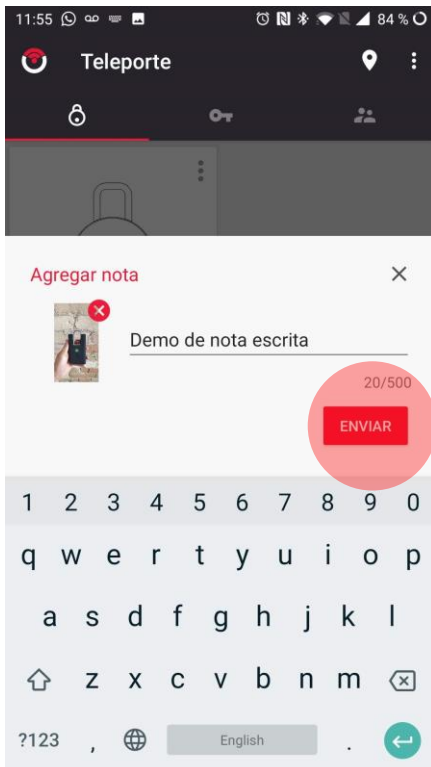 11:55 84 %
Teleporte
Agregar nota
Demo de nota escrita
20/500
ENVIAR
1 2 3 4 5 6 7 8 9 0
q w e r t y u i o p
a s d f g h j k l
z x c v b n m
?123 , English .